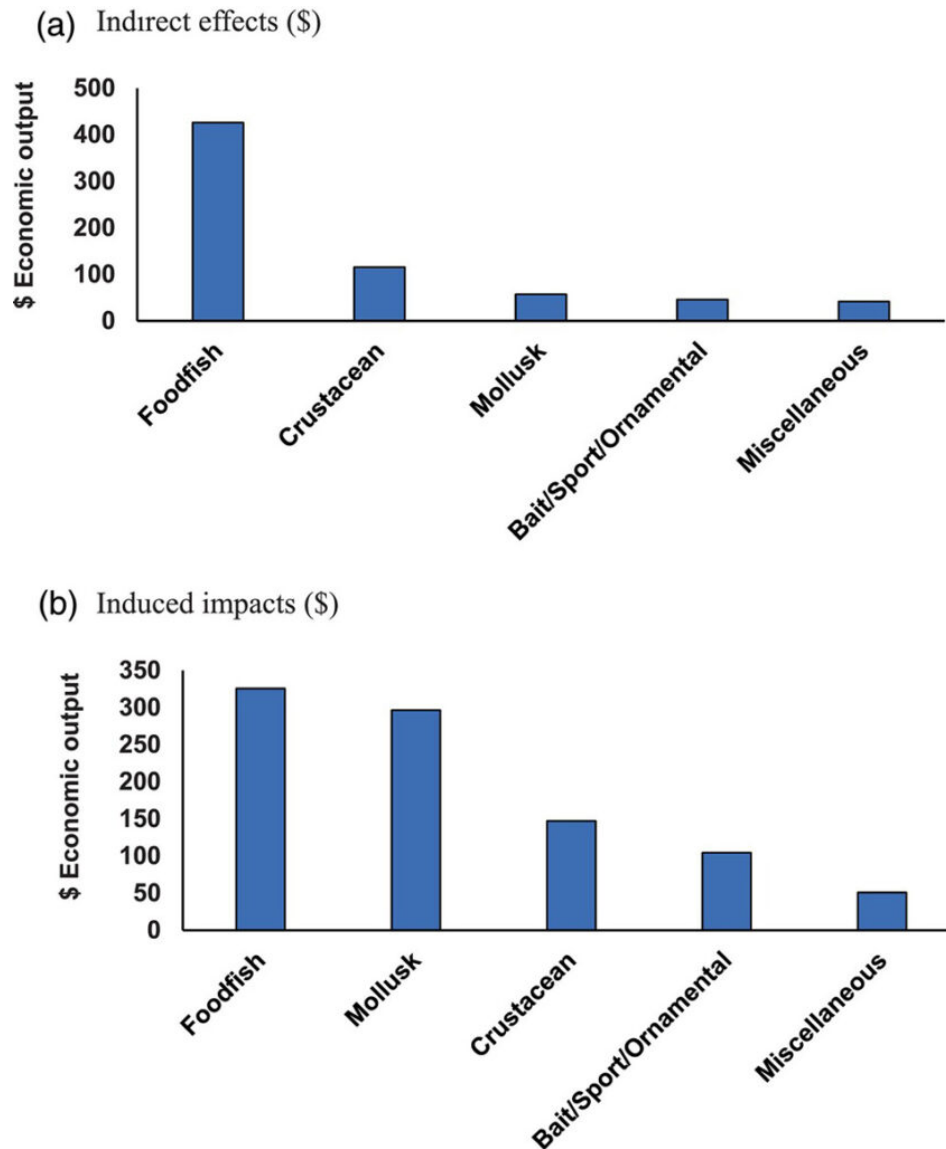 (a) Indirect effects ($)
$ Economic output
500
400
300
200
100
0
Foodfish
Crustacean
Mollusk
Bait/Sport/Ornamental
Miscellaneous
(b) Induced impacts ($)
$ Economic output
350
300
250
200
150
100
50
0
Foodfish
Mollusk
Crustacean
Bait/Sport/Ornamental
Miscellaneous